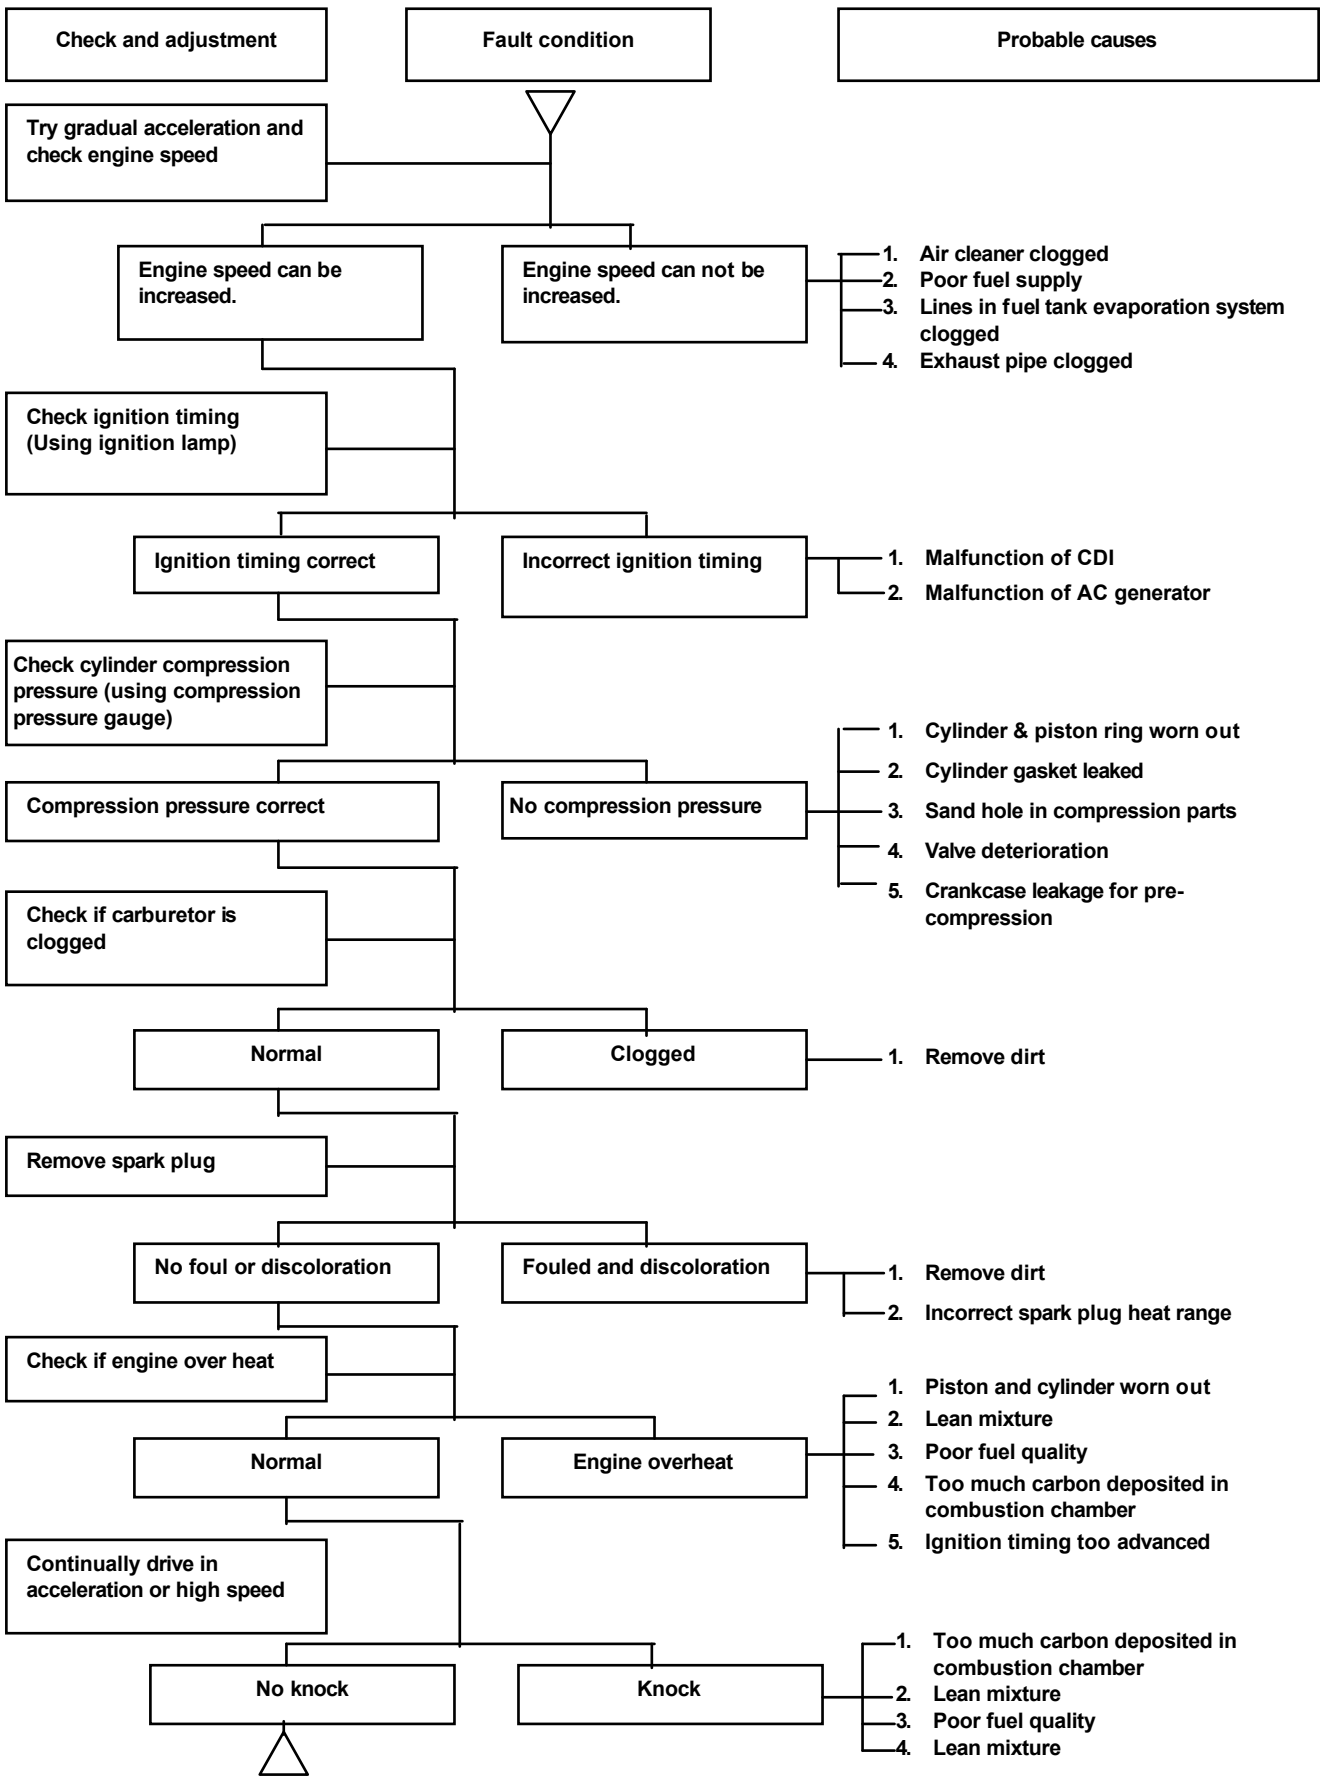 Check and adjustment
Fault condition
Probable causes
Try gradual acceleration and
check engine speed
Engine speed can be
increased.
Engine speed can not be
increased.
1. Air cleaner clogged
2. Poor fuel supply
3. Lines in fuel tank evaporation system
clogged
4. Exhaust pipe clogged
Check ignition timing
(Using ignition lamp)
Ignition timing correct
Incorrect ignition timing
1. Malfunction of CDI
2. Malfunction of AC generator
Check cylinder compression
pressure (using compression
pressure gauge)
Compression pressure correct
No compression pressure
1. Cylinder & piston ring worn out
2. Cylinder gasket leaked
3. Sand hole in compression parts
4. Valve deterioration
5. Crankcase leakage for pre-
compression
Check if carburetor is
clogged
Normal
Clogged
1. Remove dirt
Remove spark plug
No foul or discoloration
Fouled and discoloration
1. Remove dirt
2. Incorrect spark plug heat range
Check if engine over heat
Normal
Engine overheat
1. Piston and cylinder worn out
2. Lean mixture
3. Poor fuel quality
4. Too much carbon deposited in
combustion chamber
5. Ignition timing too advanced
Continually drive in
acceleration or high speed
No knock
Knock
1. Too much carbon deposited in
combustion chamber
2. Lean mixture
3. Poor fuel quality
4. Lean mixture